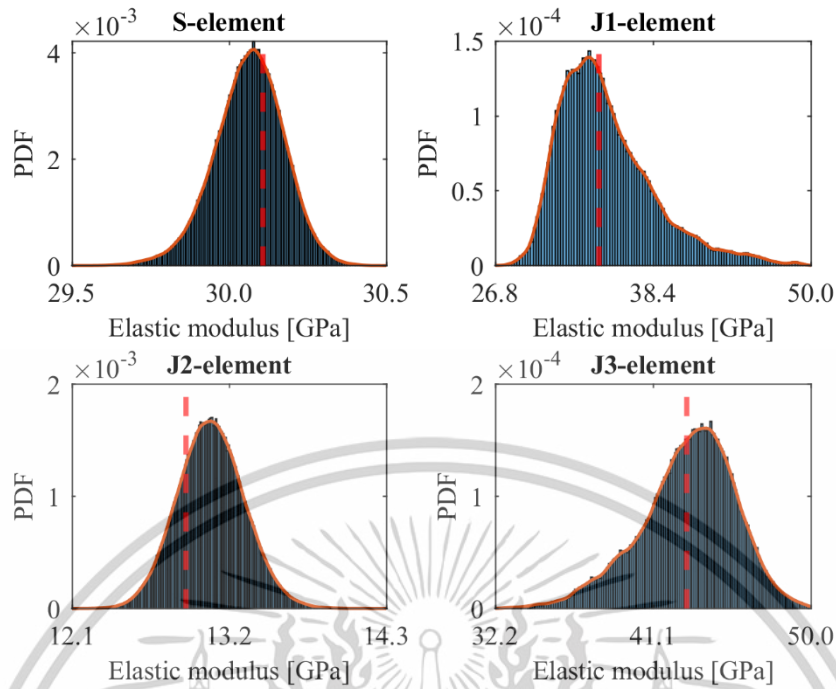 S-element
×10⁻³
4
2
0
PDF
29.5 30.0 30.5
Elastic modulus [GPa]
J1-element
×10⁻⁴
1.5
1
0.5
0
PDF
26.8 38.4 50.0
Elastic modulus [GPa]
J2-element
×10⁻³
2
1
0
PDF
12.1 13.2 14.3
Elastic modulus [GPa]
J3-element
×10⁻⁴
2
1
0
PDF
32.2 41.1 50.0
Elastic modulus [GPa]